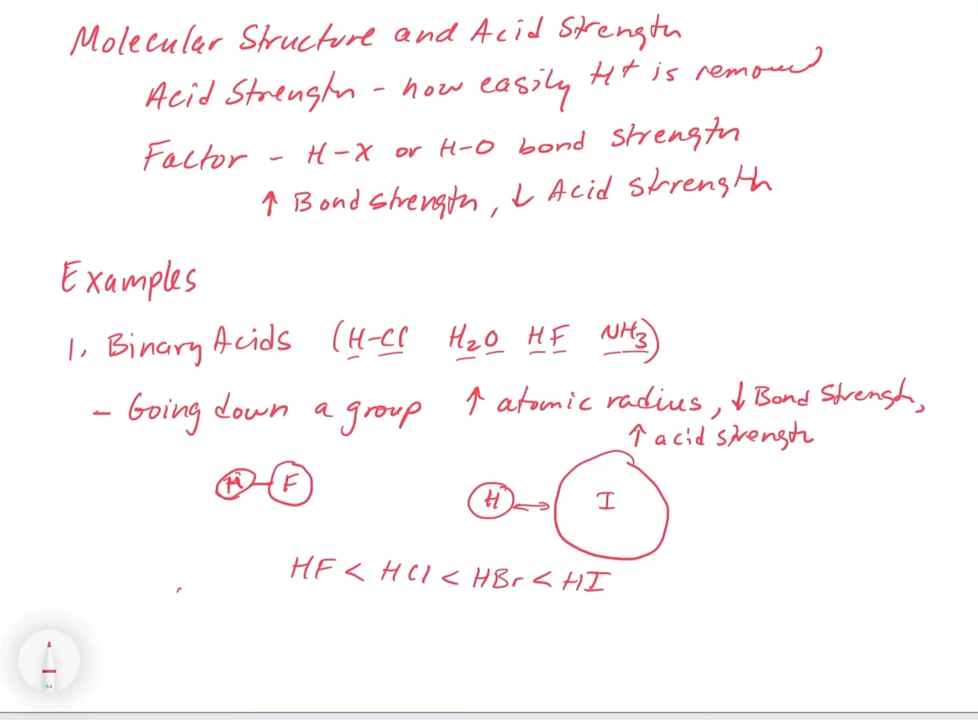 Molecular Structure and Acid Strength
Acid Strength - how easily H+ is removed
Factor - H-X or H-O bond strength
↑ Bond strength, ↓ Acid strength
Examples
1. Binary Acids (H-Cl H2O HF NH3)
- Going down a group ↑ atomic radius, ↓ Bond Strength,
↑ acid strength
H F H I
HF < HCl < HBr < HI